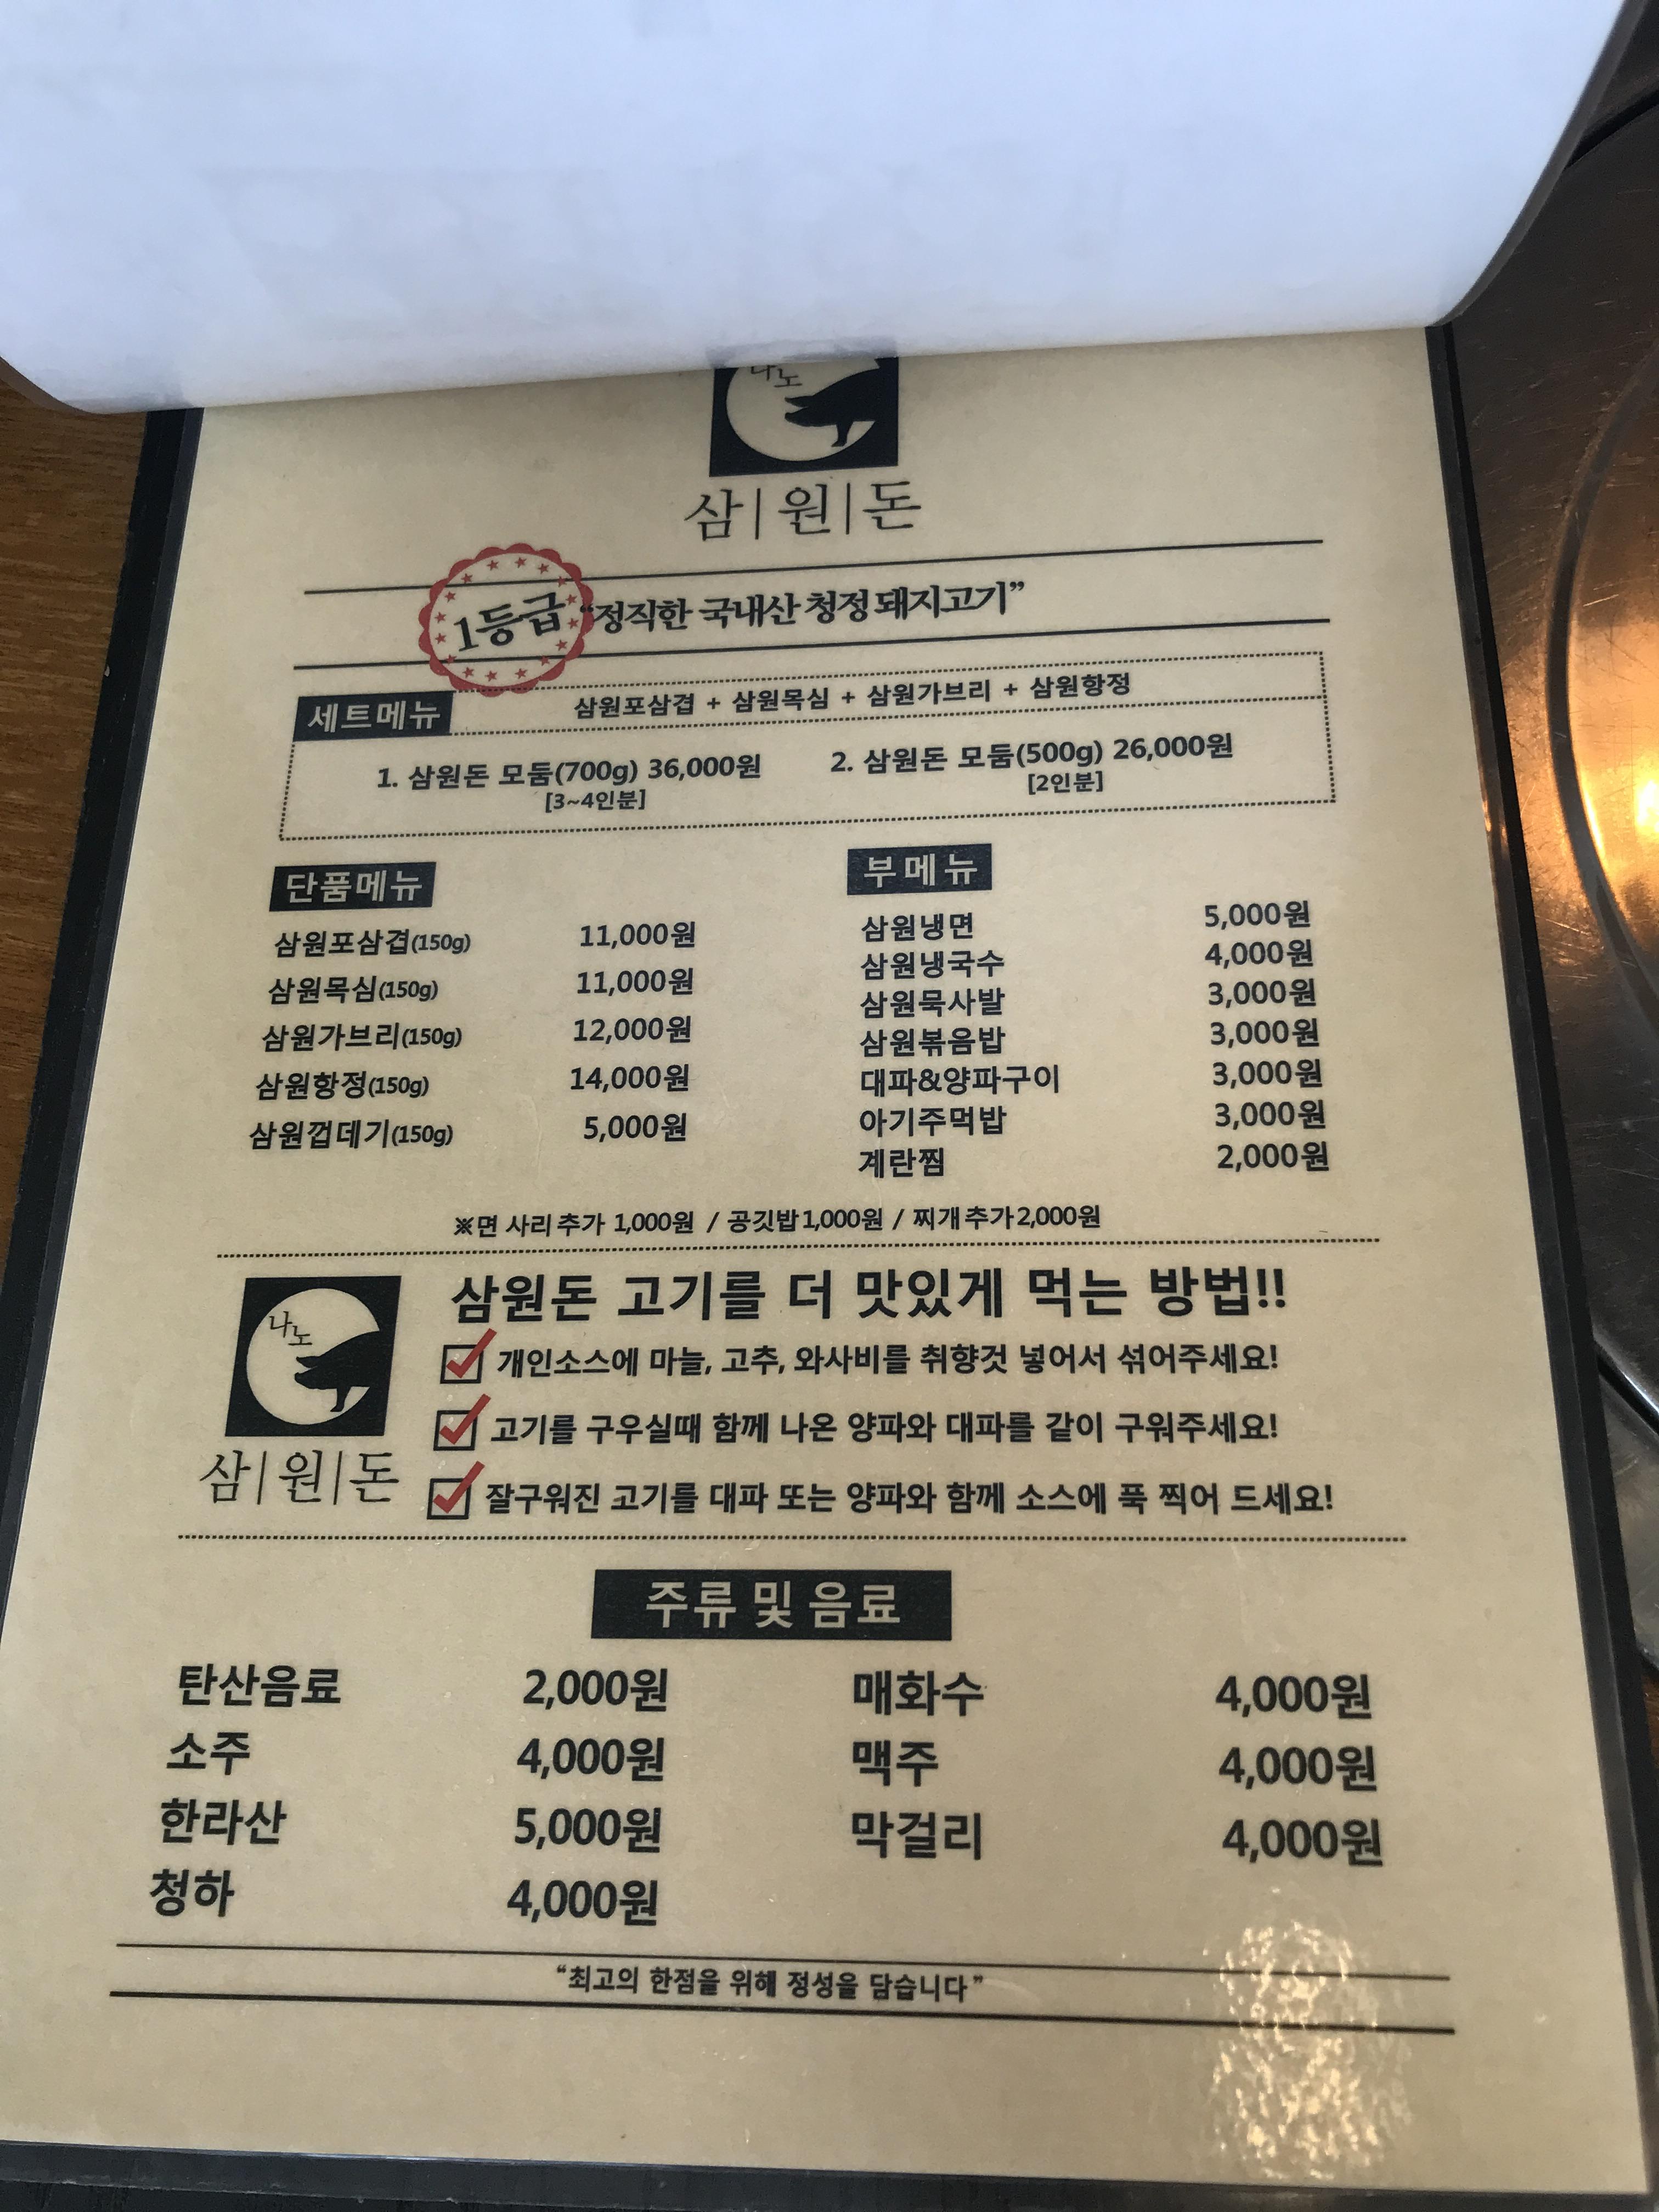 나노
삼|원|돈
1등급 “정직한 국내산 청정 돼지고기”
세트메뉴 삼원포삼겹 + 삼원목심 + 삼원가브리 + 삼원항정
1. 삼원돈 모둠(700g) 36,000원 2. 삼원돈 모둠(500g) 26,000원
[3~4인분] [2인분]
단품메뉴
삼원포삼겹(150g) 11,000원
삼원목심(150g) 11,000원
삼원가브리(150g) 12,000원
삼원항정(150g) 14,000원
삼원껍데기(150g) 5,000원
부메뉴
삼원냉면 5,000원
삼원냉국수 4,000원
삼원묵사발 3,000원
삼원볶음밥 3,000원
대파&양파구이 3,000원
아기주먹밥 3,000원
계란찜 2,000원
※면 사리 추가 1,000원 / 공깃밥 1,000원 / 찌개 추가 2,000원
나노
삼|원|돈
삼원돈 고기를 더 맛있게 먹는 방법!!
개인소스에 마늘, 고추, 와사비를 취향것 넣어서 섞어주세요!
고기를 구우실때 함께 나온 양파와 대파를 같이 구워주세요!
잘구워진 고기를 대파 또는 양파와 함께 소스에 푹 찍어 드세요!
주류 및 음료
탄산음료 2,000원
소주 4,000원
한라산 5,000원
청하 4,000원
매화수 4,000원
맥주 4,000원
막걸리 4,000원
“최고의 한점을 위해 정성을 담습니다”